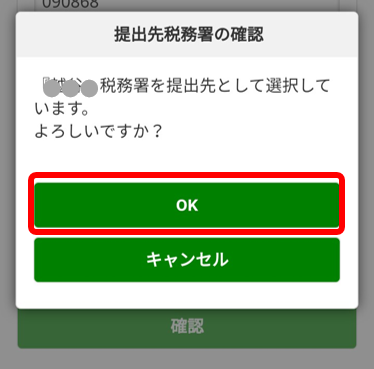 090868
提出先税務署の確認
税務署を提出先として選択して
います。
よろしいですか？
OK
キャンセル
確認